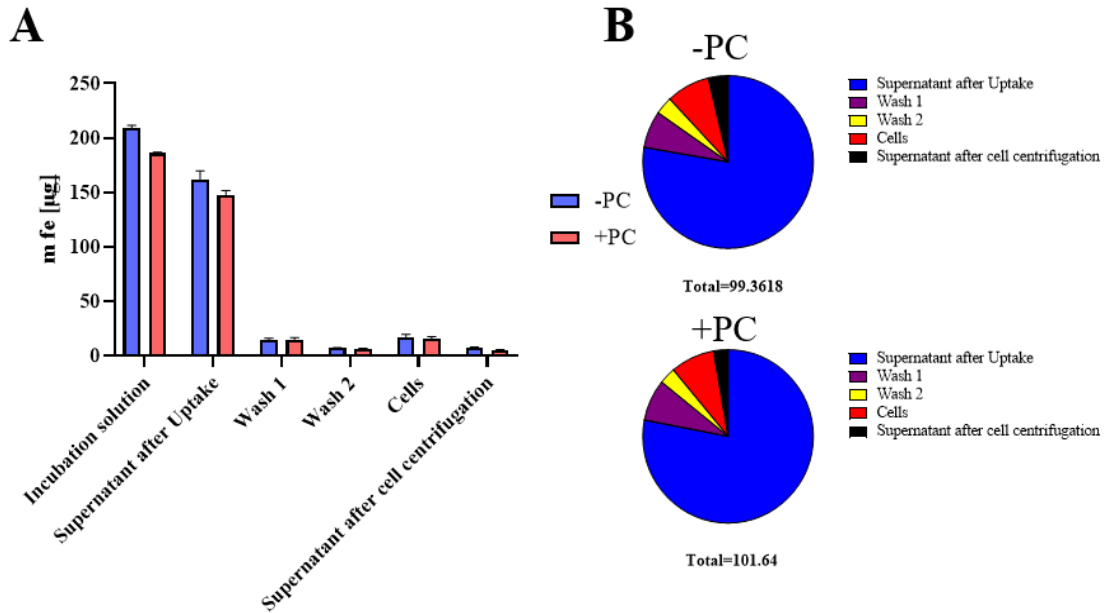 A
250
200
150
100
50
0
m fe [µg]
Incubation solution
Supernatant after Uptake
Wash 1
Wash 2
Cells
Supernatant after cell centrifugation
-PC
+PC
B
-PC
Supernatant after Uptake
Wash 1
Wash 2
Cells
Supernatant after cell centrifugation
Total=99.3618
+PC
Supernatant after Uptake
Wash 1
Wash 2
Cells
Supernatant after cell centrifugation
Total=101.64